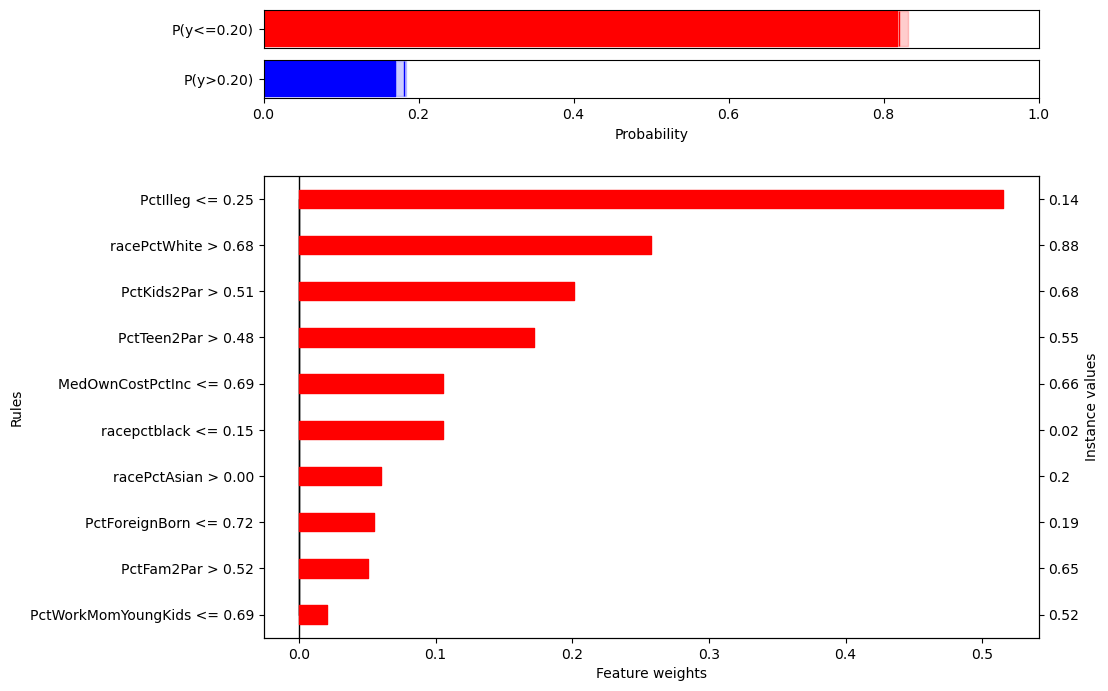 P(y<=0.20)
P(y>0.20)
0.0 0.2 0.4 0.6 0.8 1.0
Probability
PctIlleg <= 0.25 0.14
racePctWhite > 0.68 0.88
PctKids2Par > 0.51 0.68
PctTeen2Par > 0.48 0.55
MedOwnCostPctInc <= 0.69 0.66
racepctblack <= 0.15 0.02
racePctAsian > 0.00 0.2
PctForeignBorn <= 0.72 0.19
PctFam2Par > 0.52 0.65
PctWorkMomYoungKids <= 0.69 0.52
Rules
Instance values
0.0 0.1 0.2 0.3 0.4 0.5
Feature weights